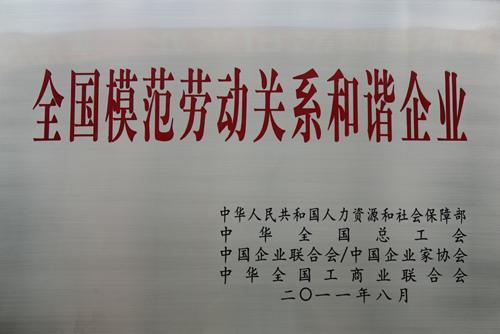 全国模范劳动关系和谐企业
中华人民共和国人力资源和社会保障部
中华全国总工会
中国企业联合会/中国企业家协会
中华全国工商业联合会
二〇一一年八月